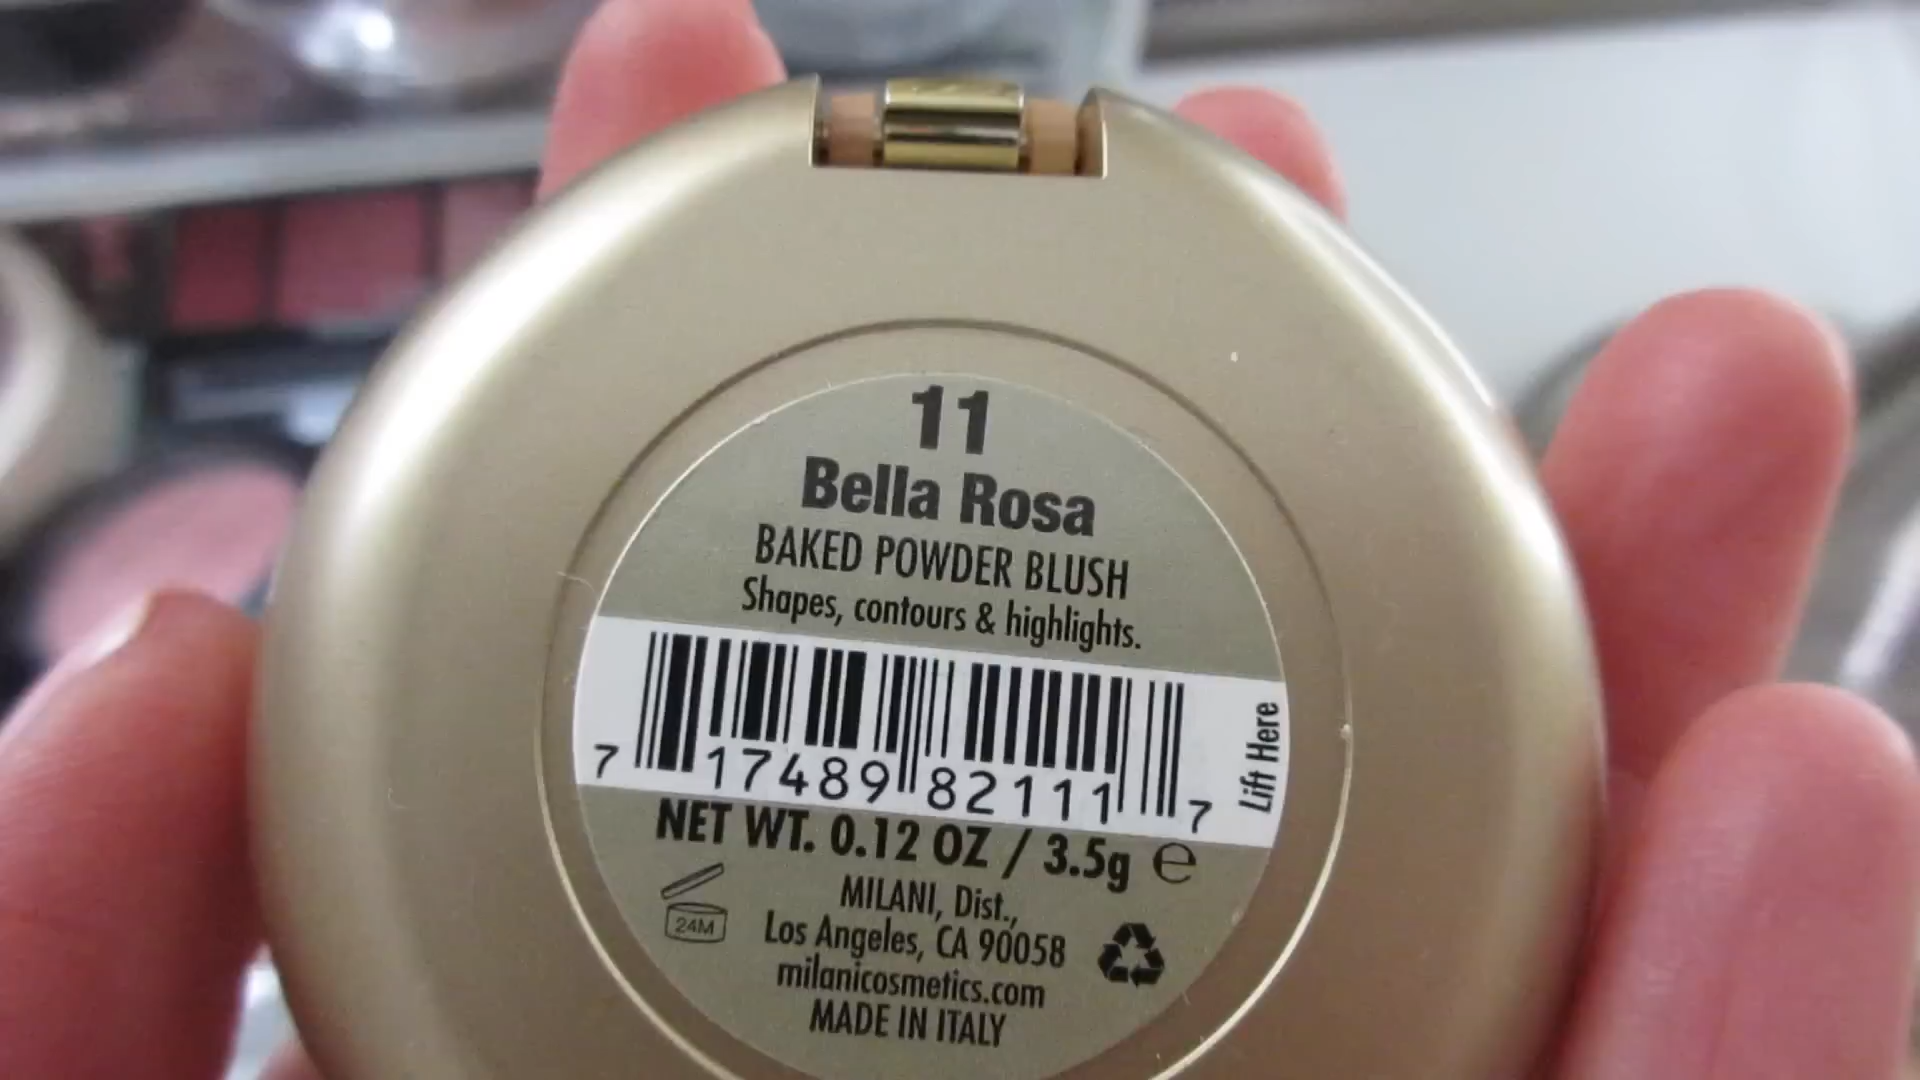 11
Bella Rosa
BAKED POWDER BLUSH
Shapes, contours & highlights.
7 17489 82111 7
Lift Here
NET WT. 0.12 OZ / 3.5g ℮
24M
MILANI, Dist.,
Los Angeles, CA 90058
milanicosmetics.com
MADE IN ITALY